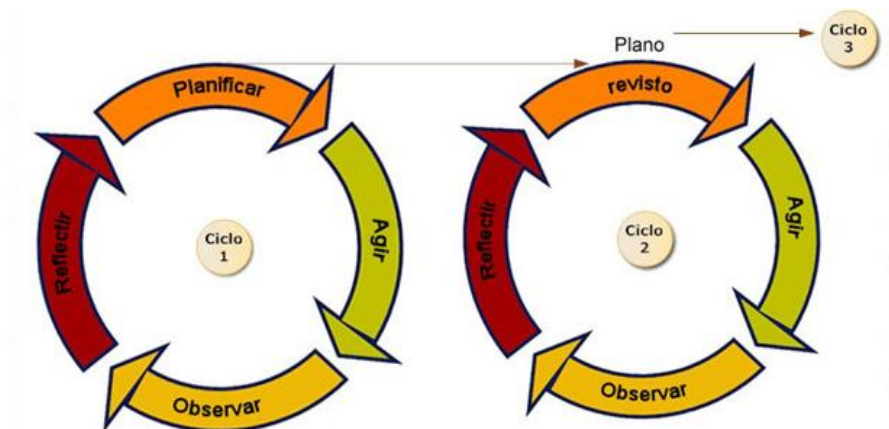 Planificar
Agir
Observar
Reflectir
Ciclo
1
Plano
revisto
Agir
Observar
Reflectir
Ciclo
2
Ciclo
3